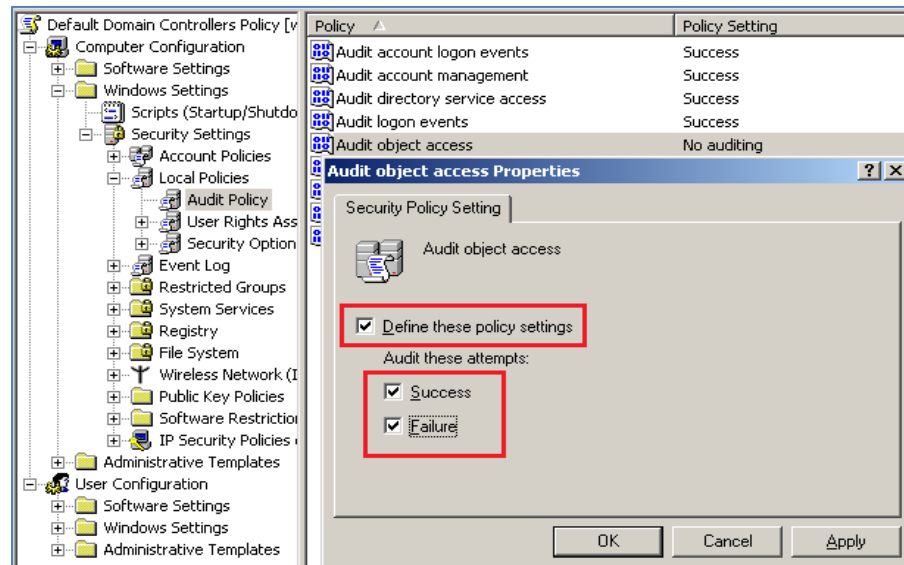 Default Domain Controllers Policy [w
Computer Configuration
Software Settings
Windows Settings
Scripts (Startup/Shutdo
Security Settings
Account Policies
Local Policies
Audit Policy
User Rights Ass
Security Option
Event Log
Restricted Groups
System Services
Registry
File System
Wireless Network (I
Public Key Policies
Software Restriction
IP Security Policies
Administrative Templates
User Configuration
Software Settings
Windows Settings
Administrative Templates
Policy Policy Setting
Audit account logon events Success
Audit account management Success
Audit directory service access Success
Audit logon events Success
Audit object access No auditing
Audit object access Properties
Security Policy Setting
Audit object access
Define these policy settings
Audit these attempts:
Success
Failure
OK Cancel Apply